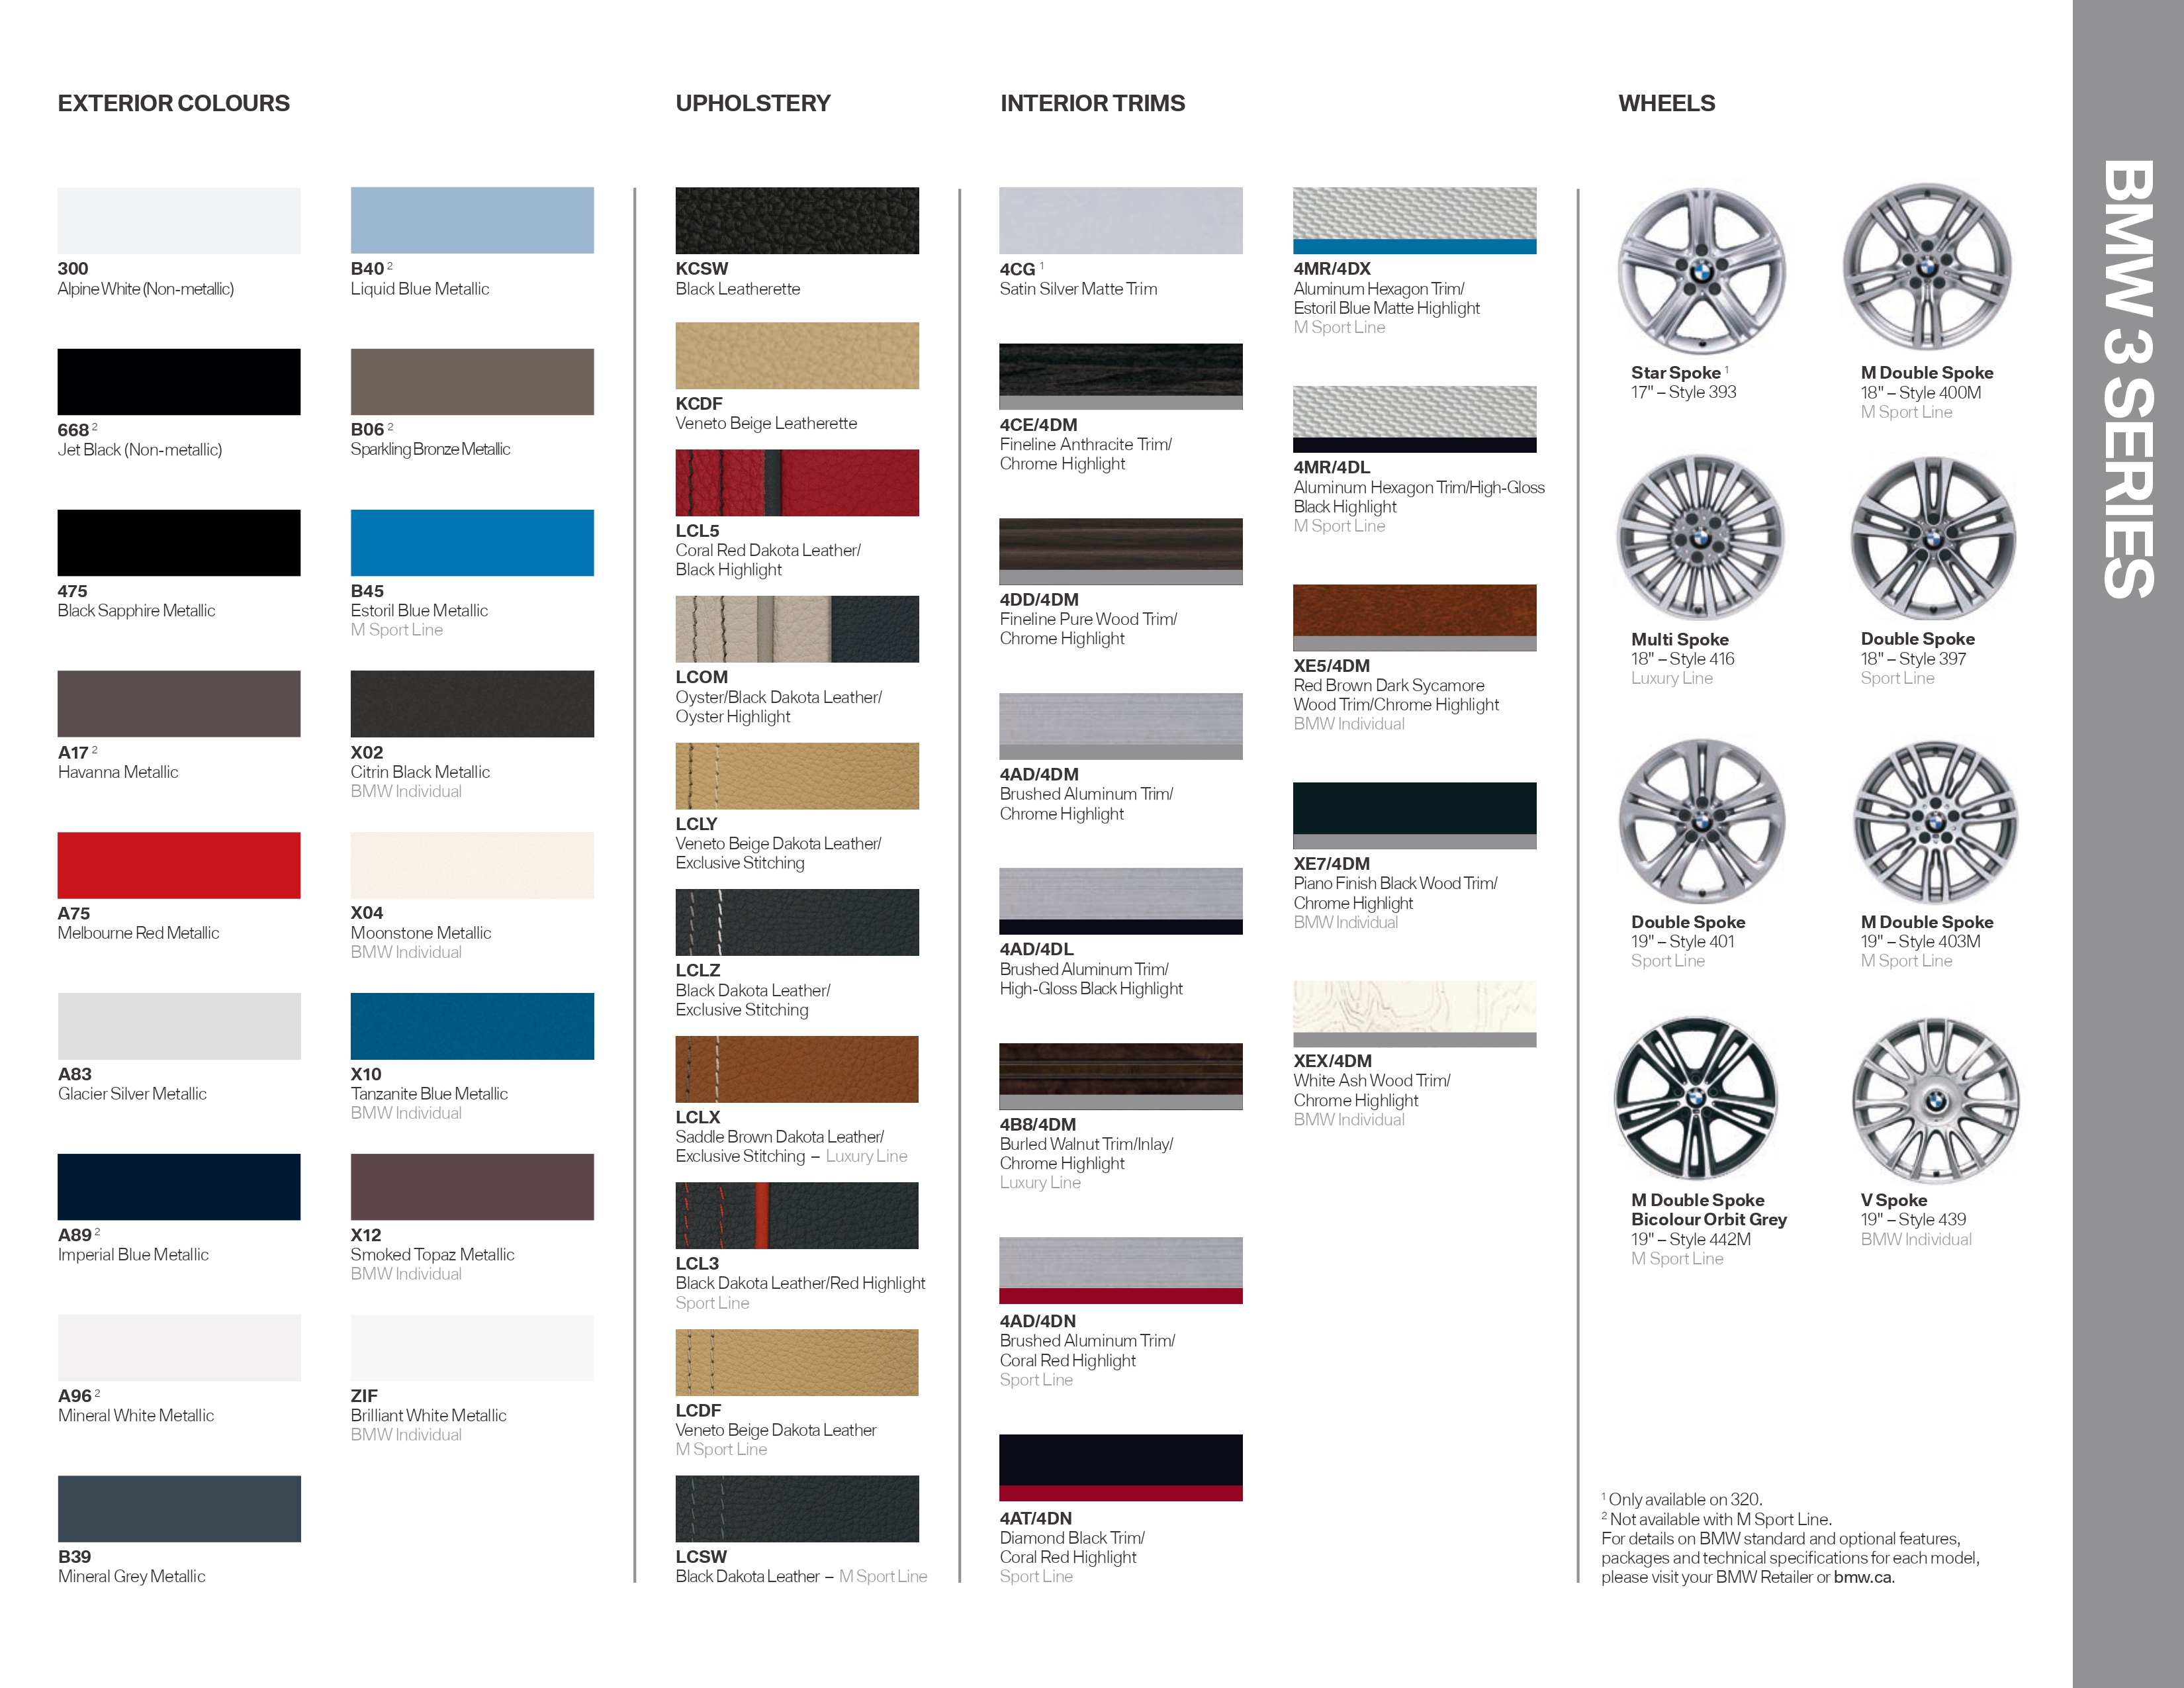 EXTERIOR COLOURS
300
Alpine White (Non-metallic)
668 2
Jet Black (Non-metallic)
475
Black Sapphire Metallic
A17 2
Havanna Metallic
A75
Melbourne Red Metallic
A83
Glacier Silver Metallic
A89 2
Imperial Blue Metallic
A96 2
Mineral White Metallic
B39
Mineral Grey Metallic
B40 2
Liquid Blue Metallic
B06 2
Sparkling Bronze Metallic
B45
Estoril Blue Metallic
M Sport Line
X02
Citrin Black Metallic
BMW Individual
X04
Moonstone Metallic
BMW Individual
X10
Tanzanite Blue Metallic
BMW Individual
X12
Smoked Topaz Metallic
BMW Individual
ZIF
Brilliant White Metallic
BMW Individual
UPHOLSTERY
KCSW
Black Leatherette
KCDF
Veneto Beige Leatherette
LCL5
Coral Red Dakota Leather/
Black Highlight
LCOM
Oyster/Black Dakota Leather/
Oyster Highlight
LCLY
Veneto Beige Dakota Leather/
Exclusive Stitching
LCLZ
Black Dakota Leather/
Exclusive Stitching
LCLX
Saddle Brown Dakota Leather/
Exclusive Stitching – Luxury Line
LCL3
Black Dakota Leather/Red Highlight
Sport Line
LCDF
Veneto Beige Dakota Leather
M Sport Line
LCSW
Black Dakota Leather – M Sport Line
INTERIOR TRIMS
4CG 1
Satin Silver Matte Trim
4CE/4DM
Fineline Anthracite Trim/
Chrome Highlight
4DD/4DM
Fineline Pure Wood Trim/
Chrome Highlight
4AD/4DM
Brushed Aluminum Trim/
Chrome Highlight
4AD/4DL
Brushed Aluminum Trim/
High-Gloss Black Highlight
4B8/4DM
Burled Walnut Trim/Inlay/
Chrome Highlight
Luxury Line
4AD/4DN
Brushed Aluminum Trim/
Coral Red Highlight
Sport Line
4AT/4DN
Diamond Black Trim/
Coral Red Highlight
Sport Line
4MR/4DX
Aluminum Hexagon Trim/
Estoril Blue Matte Highlight
M Sport Line
4MR/4DL
Aluminum Hexagon Trim/High-Gloss
Black Highlight
M Sport Line
XE5/4DM
Red Brown Dark Sycamore
Wood Trim/Chrome Highlight
BMW Individual
XE7/4DM
Piano Finish Black Wood Trim/
Chrome Highlight
BMW Individual
XEX/4DM
White Ash Wood Trim/
Chrome Highlight
BMW Individual
WHEELS
Star Spoke 1
17" – Style 393
M Double Spoke
18" – Style 400M
M Sport Line
Multi Spoke
18" – Style 416
Luxury Line
Double Spoke
18" – Style 397
Sport Line
Double Spoke
19" – Style 401
Sport Line
M Double Spoke
19" – Style 403M
M Sport Line
M Double Spoke
Bicolour Orbit Grey
19" – Style 442M
M Sport Line
V Spoke
19" – Style 439
BMW Individual
1 Only available on 320.
2 Not available with M Sport Line.
For details on BMW standard and optional features,
packages and technical specifications for each model,
please visit your BMW Retailer or bmw.ca.
BMW 3 SERIES